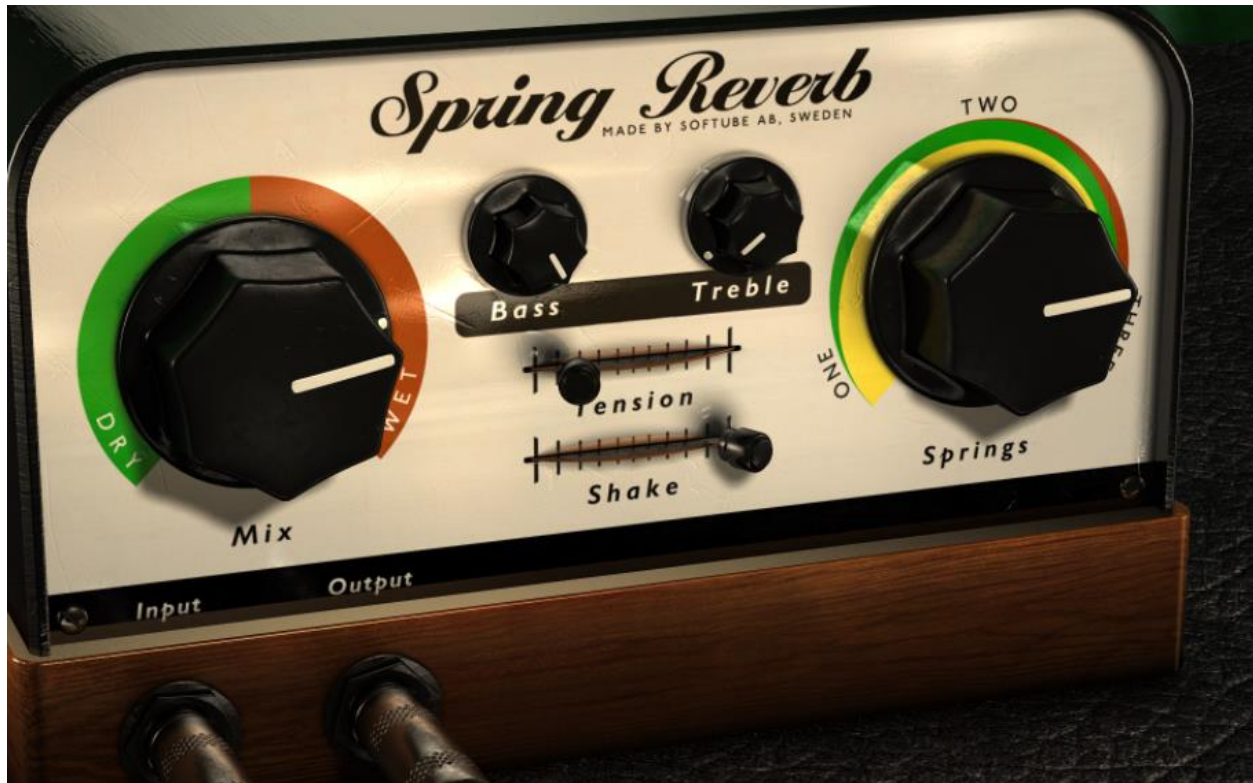 Spring Reverb
MADE BY SOFTUBE AB, SWEDEN
TWO
ONE
THREE
DRY
WET
Bass
Treble
Tension
Shake
Mix
Springs
Input
Output